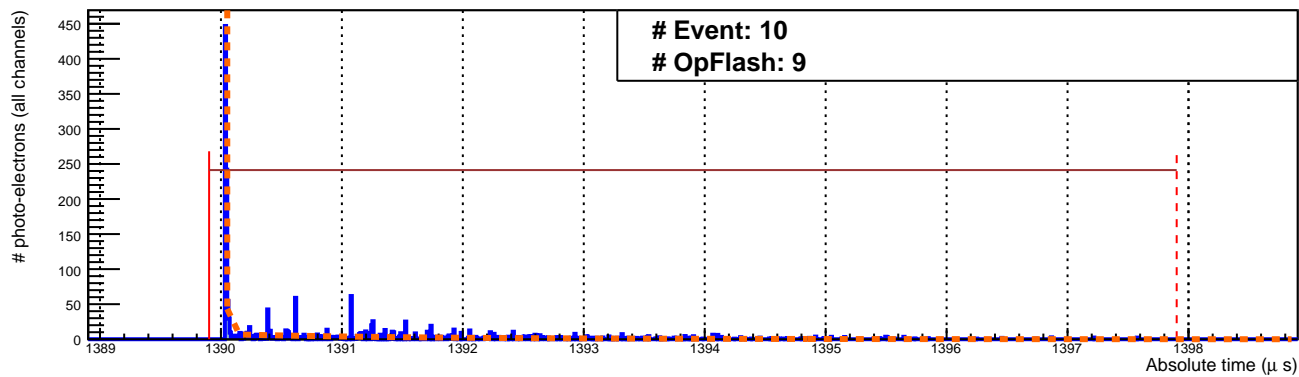 # Event: 10
# OpFlash: 9
# photo-electrons (all channels)
450
400
350
300
250
200
150
100
50
0
1389 1390 1391 1392 1393 1394 1395 1396 1397 1398
Absolute time (μ s)